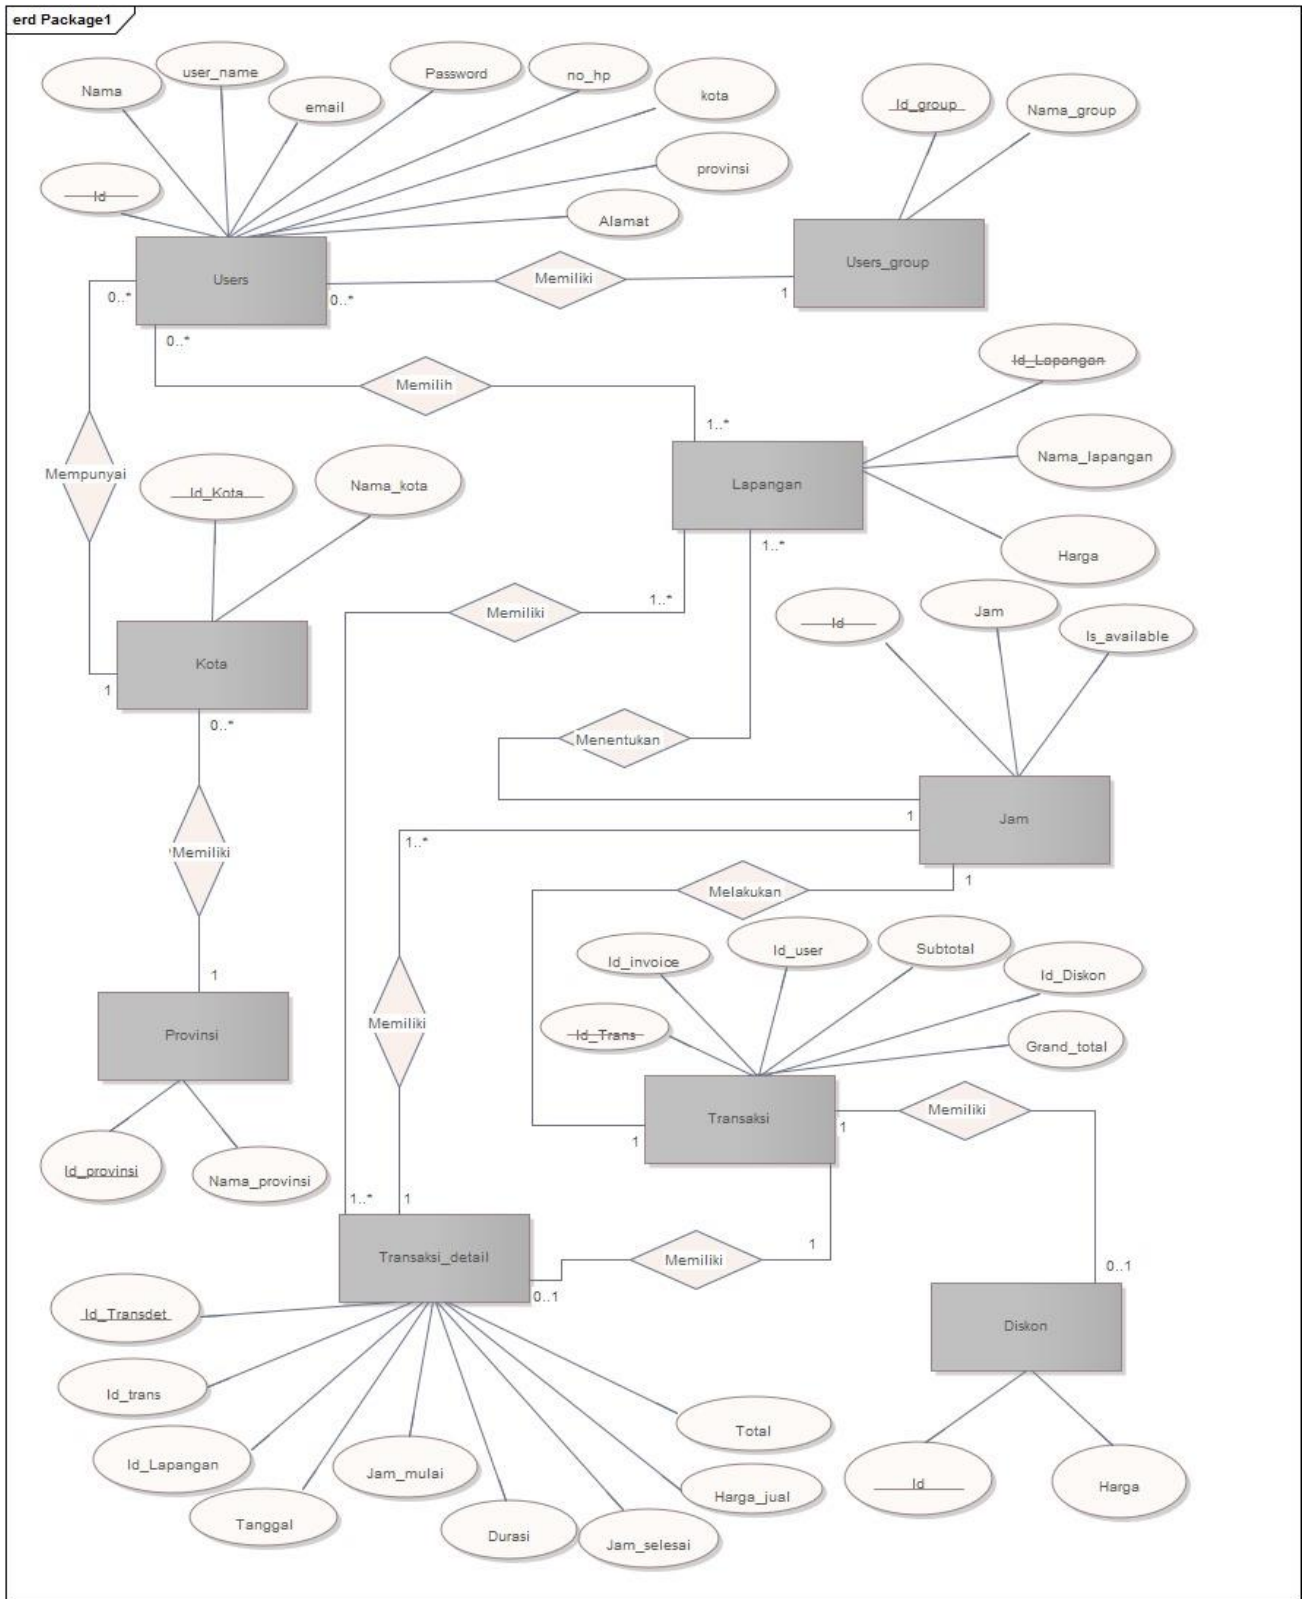 erd Package1
Nama
user_name
email
Password
no_hp
kota
provinsi
Alamat
Id
Id_group
Nama_group
Users
Users_group
Memiliki
0..*
0..*
1
0..*
Memilih
1..*
Id_Lapangan
Nama_lapangan
Harga
Lapangan
1..*
1..*
Mempunyai
Id_Kota
Nama_kota
Memiliki
Id
Jam
Is_available
Kota
1
0..*
Menentukan
Jam
1
1..*
1
Memiliki
Melakukan
Id_invoice
Id_user
Subtotal
Id_Diskon
Id_Trans
Grand_total
1
Provinsi
Memiliki
Transaksi
Memiliki
1
1
Id_provinsi
Nama_provinsi
1..*
1
Transaksi_detail
Memiliki
1
0..1
0..1
Diskon
Id_Transdet
Id_trans
Id_Lapangan
Tanggal
Jam_mulai
Durasi
Jam_selesai
Harga_jual
Total
Id
Harga